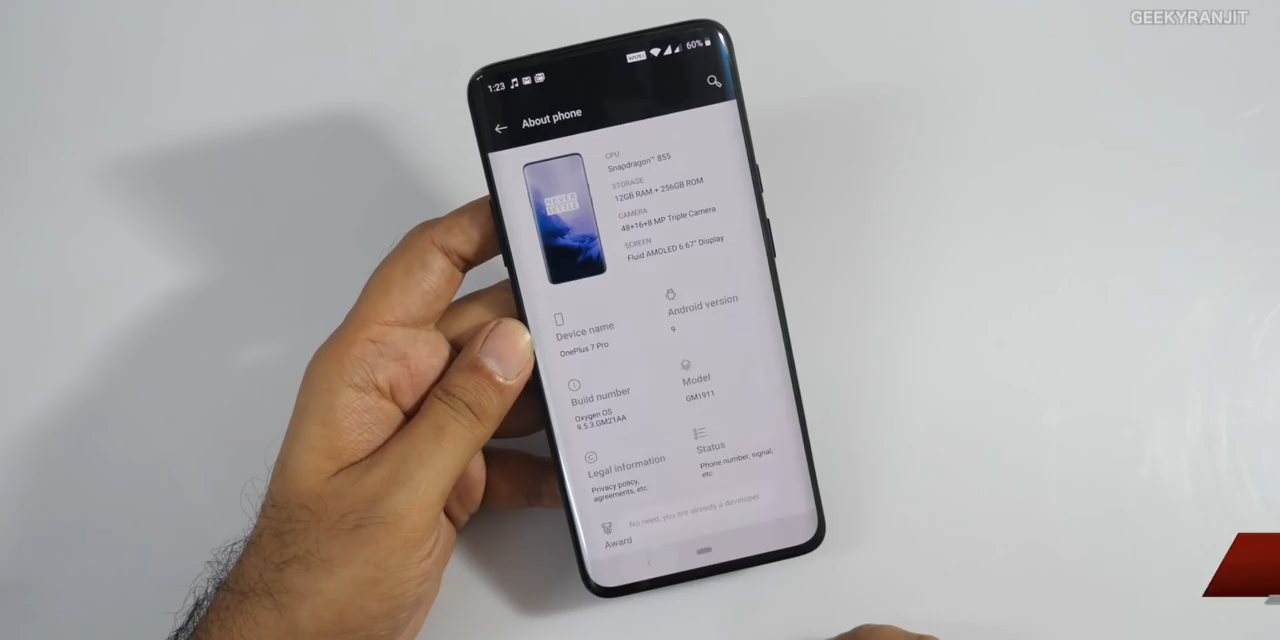 GEEKYRANJIT
1:23
60%
About phone
CPU
Snapdragon™ 855
STORAGE
12GB RAM + 256GB ROM
CAMERA
48+16+8 MP Triple Camera
SCREEN
Fluid AMOLED 6.67" Display
NEVER
SETTLE
Device name
OnePlus 7 Pro
Android version
9
Build number
Oxygen OS
9.5.3.GM21AA
Model
GM1911
Legal information
Privacy policy,
agreements, etc
Status
Phone number, signal,
etc
No need, you are already a developer
Award